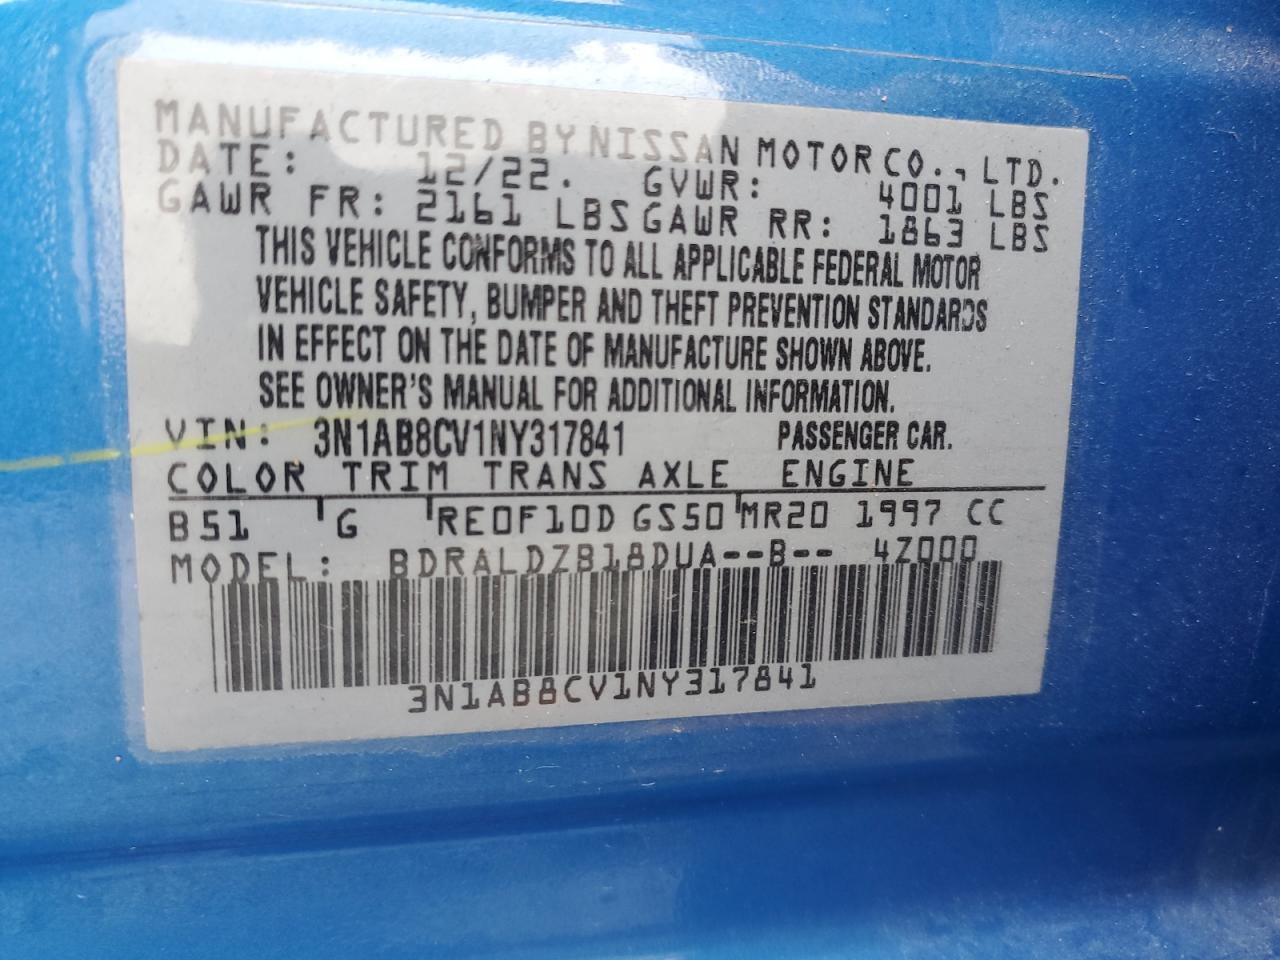 MANUFACTURED BY NISSAN MOTOR CO., LTD.
DATE: 12/22. GVWR: 4001 LBS
GAWR FR: 2161 LBS GAWR RR: 1863 LBS
THIS VEHICLE CONFORMS TO ALL APPLICABLE FEDERAL MOTOR
VEHICLE SAFETY, BUMPER AND THEFT PREVENTION STANDARDS
IN EFFECT ON THE DATE OF MANUFACTURE SHOWN ABOVE.
SEE OWNER'S MANUAL FOR ADDITIONAL INFORMATION.
VIN: 3N1AB8CV1NY317841 PASSENGER CAR.
COLOR TRIM TRANS AXLE ENGINE
B51 G RE0F10D GS50 MR20 1997 CC
MODEL: BDRALDZB18DUA--B-- 4Z000
3N1AB8CV1NY317841